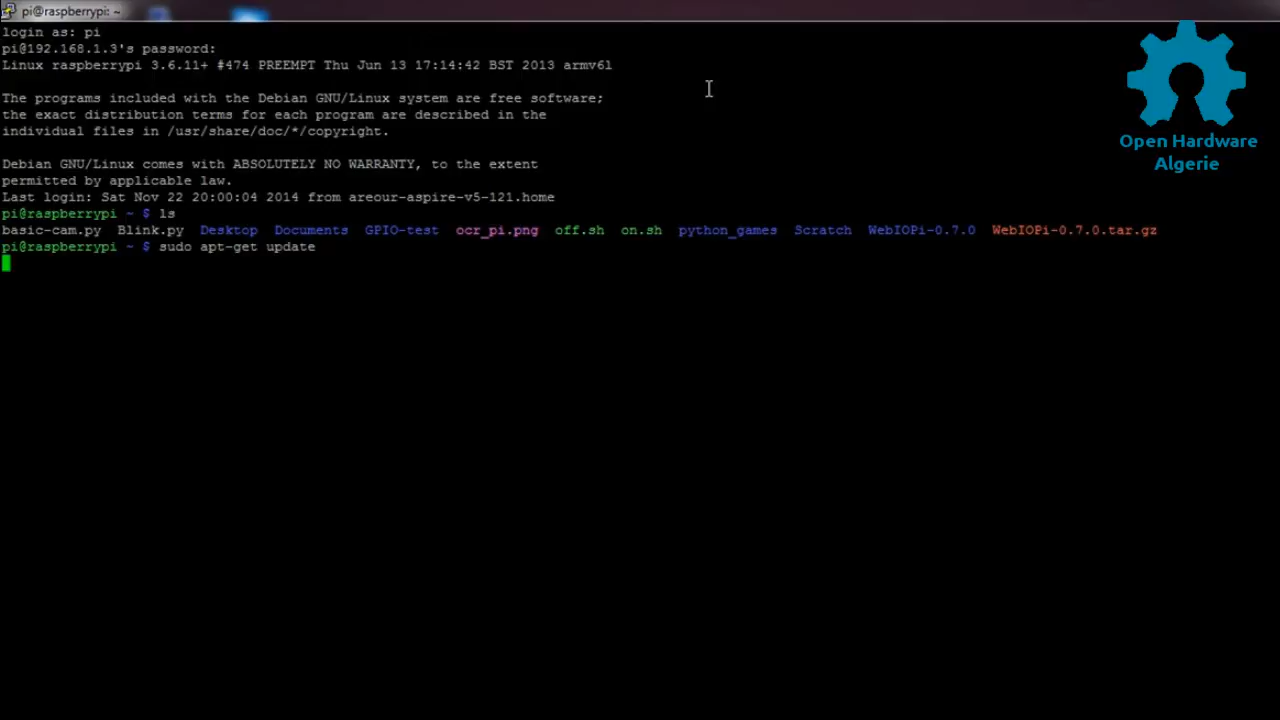 pi@raspberrypi: ~
login as: pi
pi@192.168.1.3's password:
Linux raspberrypi 3.6.11+ #474 PREEMPT Thu Jun 13 17:14:42 BST 2013 armv6l
The programs included with the Debian GNU/Linux system are free software;
the exact distribution terms for each program are described in the
individual files in /usr/share/doc/*/copyright.
Debian GNU/Linux comes with ABSOLUTELY NO WARRANTY, to the extent
permitted by applicable law.
Last login: Sat Nov 22 20:00:04 2014 from areour-aspire-v5-121.home
pi@raspberrypi ~ $ ls
basic-cam.py Blink.py Desktop Documents GPIO-test ocr_pi.png off.sh on.sh python_games Scratch WebIOPi-0.7.0 WebIOPi-0.7.0.tar.gz
pi@raspberrypi ~ $ sudo apt-get update
Open Hardware
Algerie